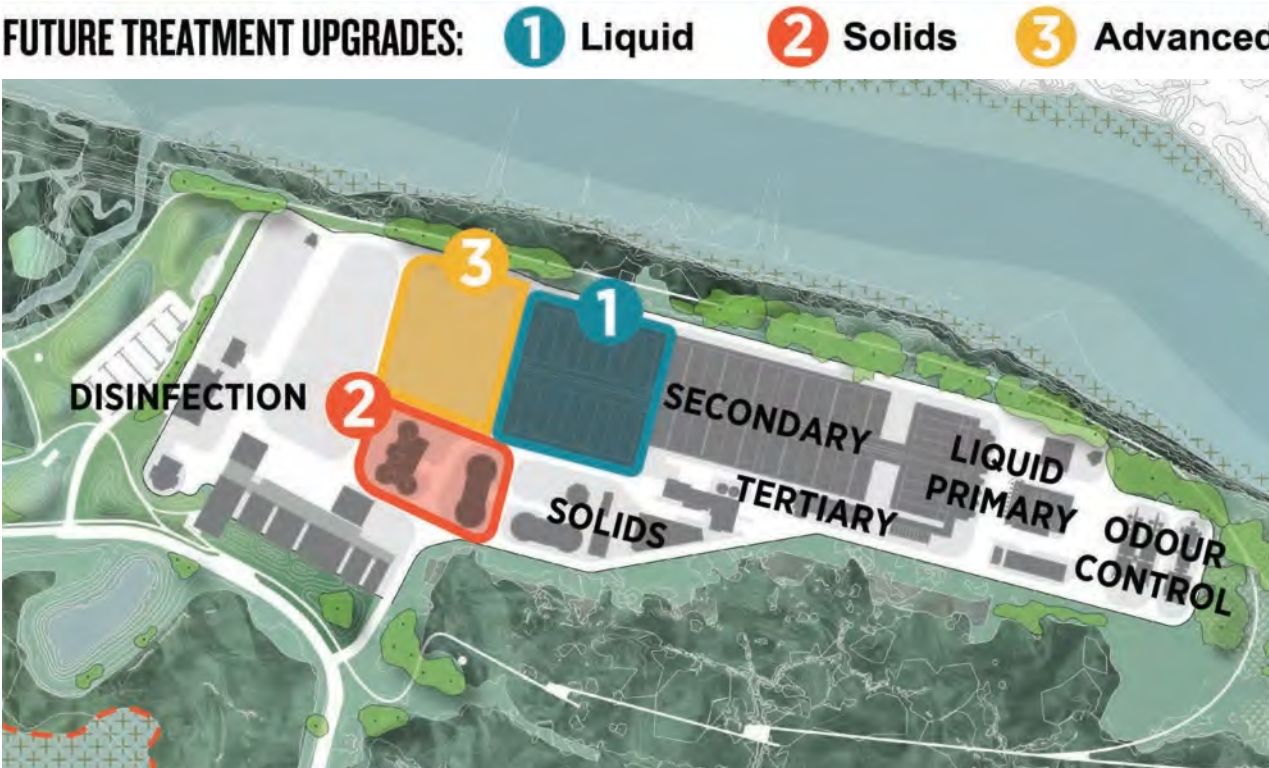 FUTURE TREATMENT UPGRADES: 1 Liquid 2 Solids 3 Advanced
3
1
2
DISINFECTION
SECONDARY
LIQUID
PRIMARY
TERTIARY
SOLIDS
ODOUR
CONTROL